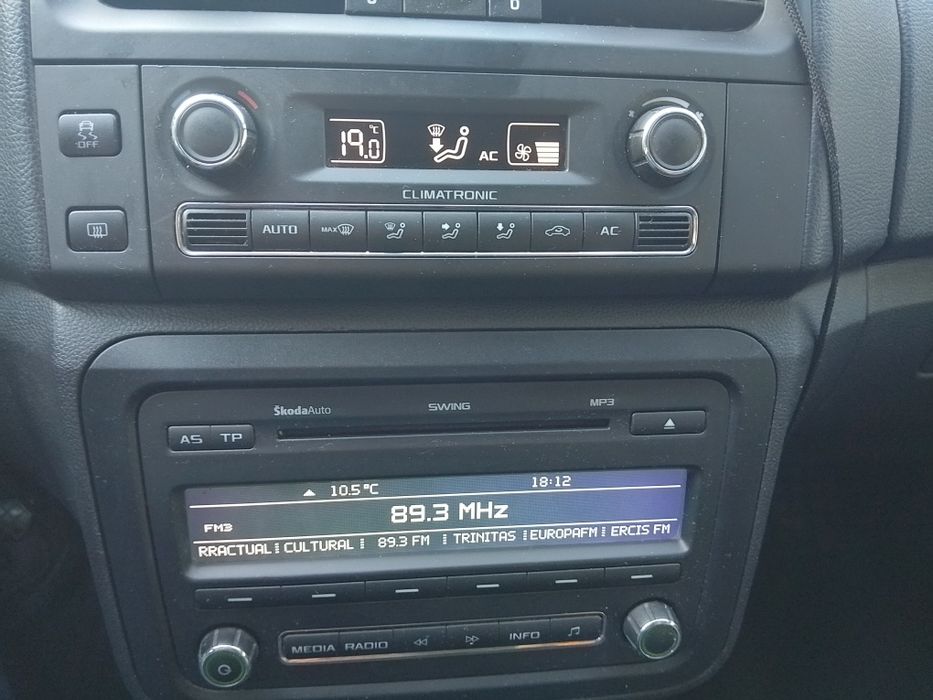 OFF
19.0 °C
AC
CLIMATRONIC
AUTO MAX AC
ŠkodaAuto SWING MP3
AS TP
10.5°C 18:12
89.3 MHz
FM3
RRACTUAL CULTURAL 89.3 FM TRINITAS EUROPAFM ERCIS FM
MEDIA RADIO INFO